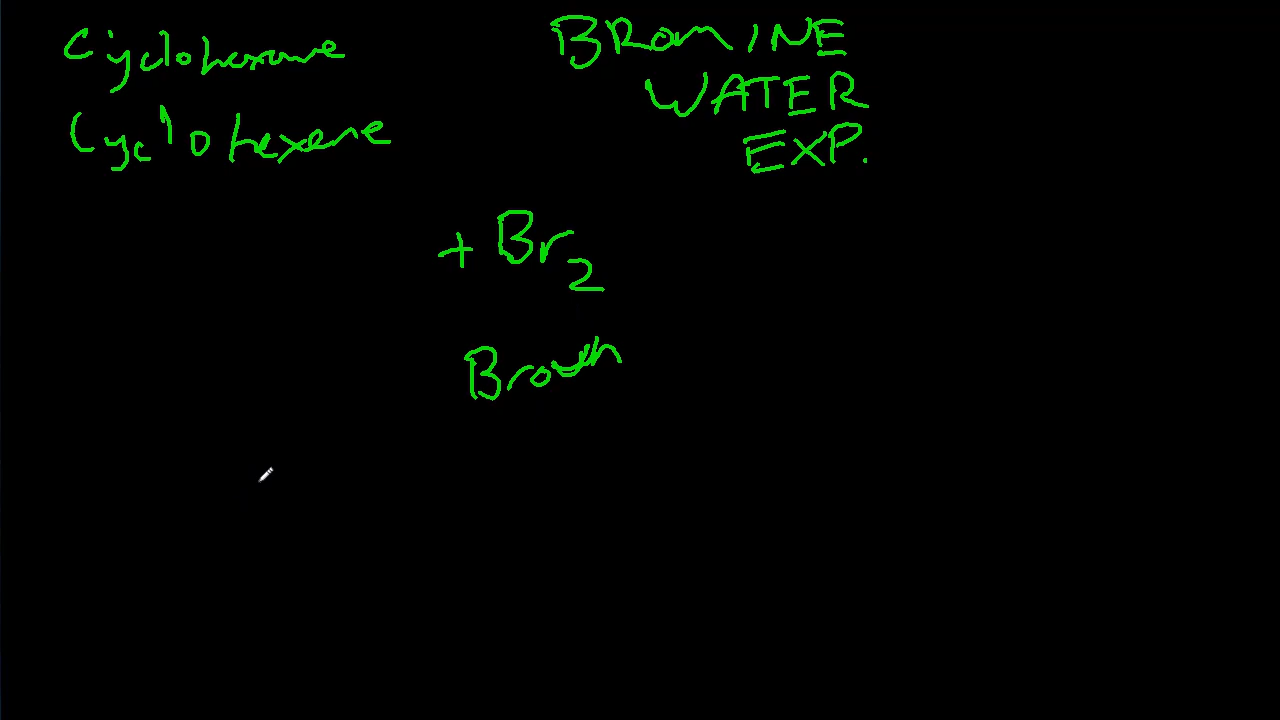 Cyclohexane
Cyclohexene
BROMINE
WATER
EXP.
+ Br2
Brown